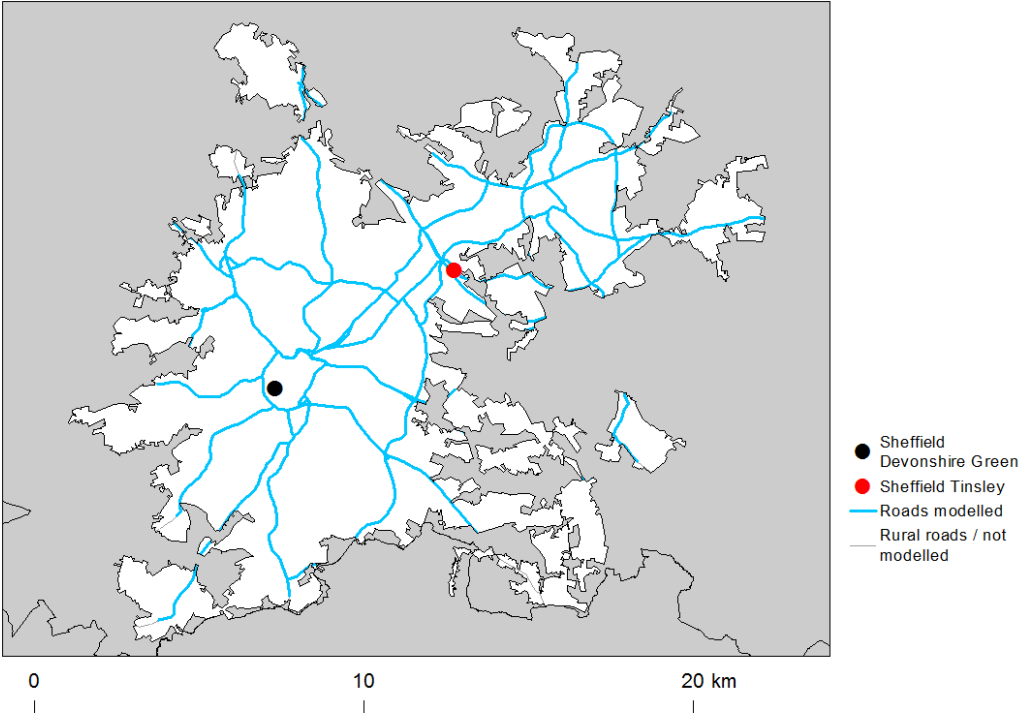 Sheffield
Devonshire Green
Sheffield Tinsley
Roads modelled
Rural roads / not
modelled
0 10 20 km